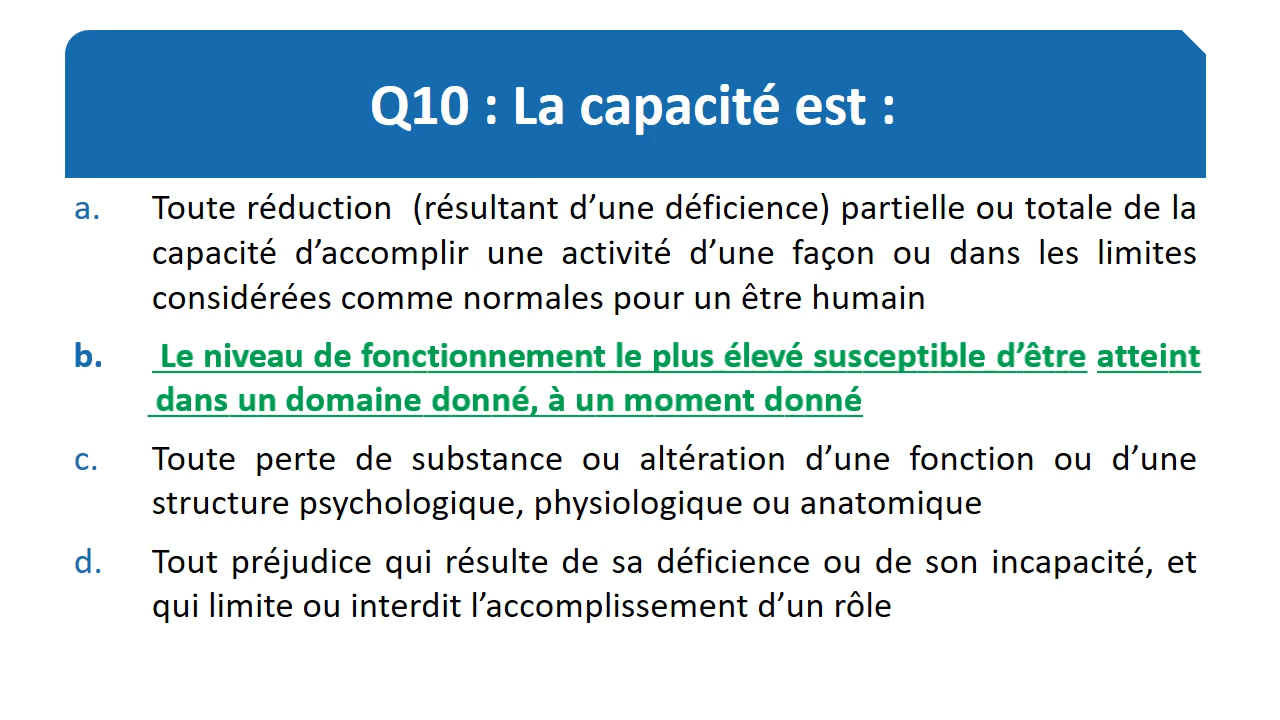 Q10 : La capacité est :
a. Toute réduction (résultant d’une déficience) partielle ou totale de la
capacité d’accomplir une activité d’une façon ou dans les limites
considérées comme normales pour un être humain
b. Le niveau de fonctionnement le plus élevé susceptible d’être atteint
dans un domaine donné, à un moment donné
c. Toute perte de substance ou altération d’une fonction ou d’une
structure psychologique, physiologique ou anatomique
d. Tout préjudice qui résulte de sa déficience ou de son incapacité, et
qui limite ou interdit l’accomplissement d’un rôle